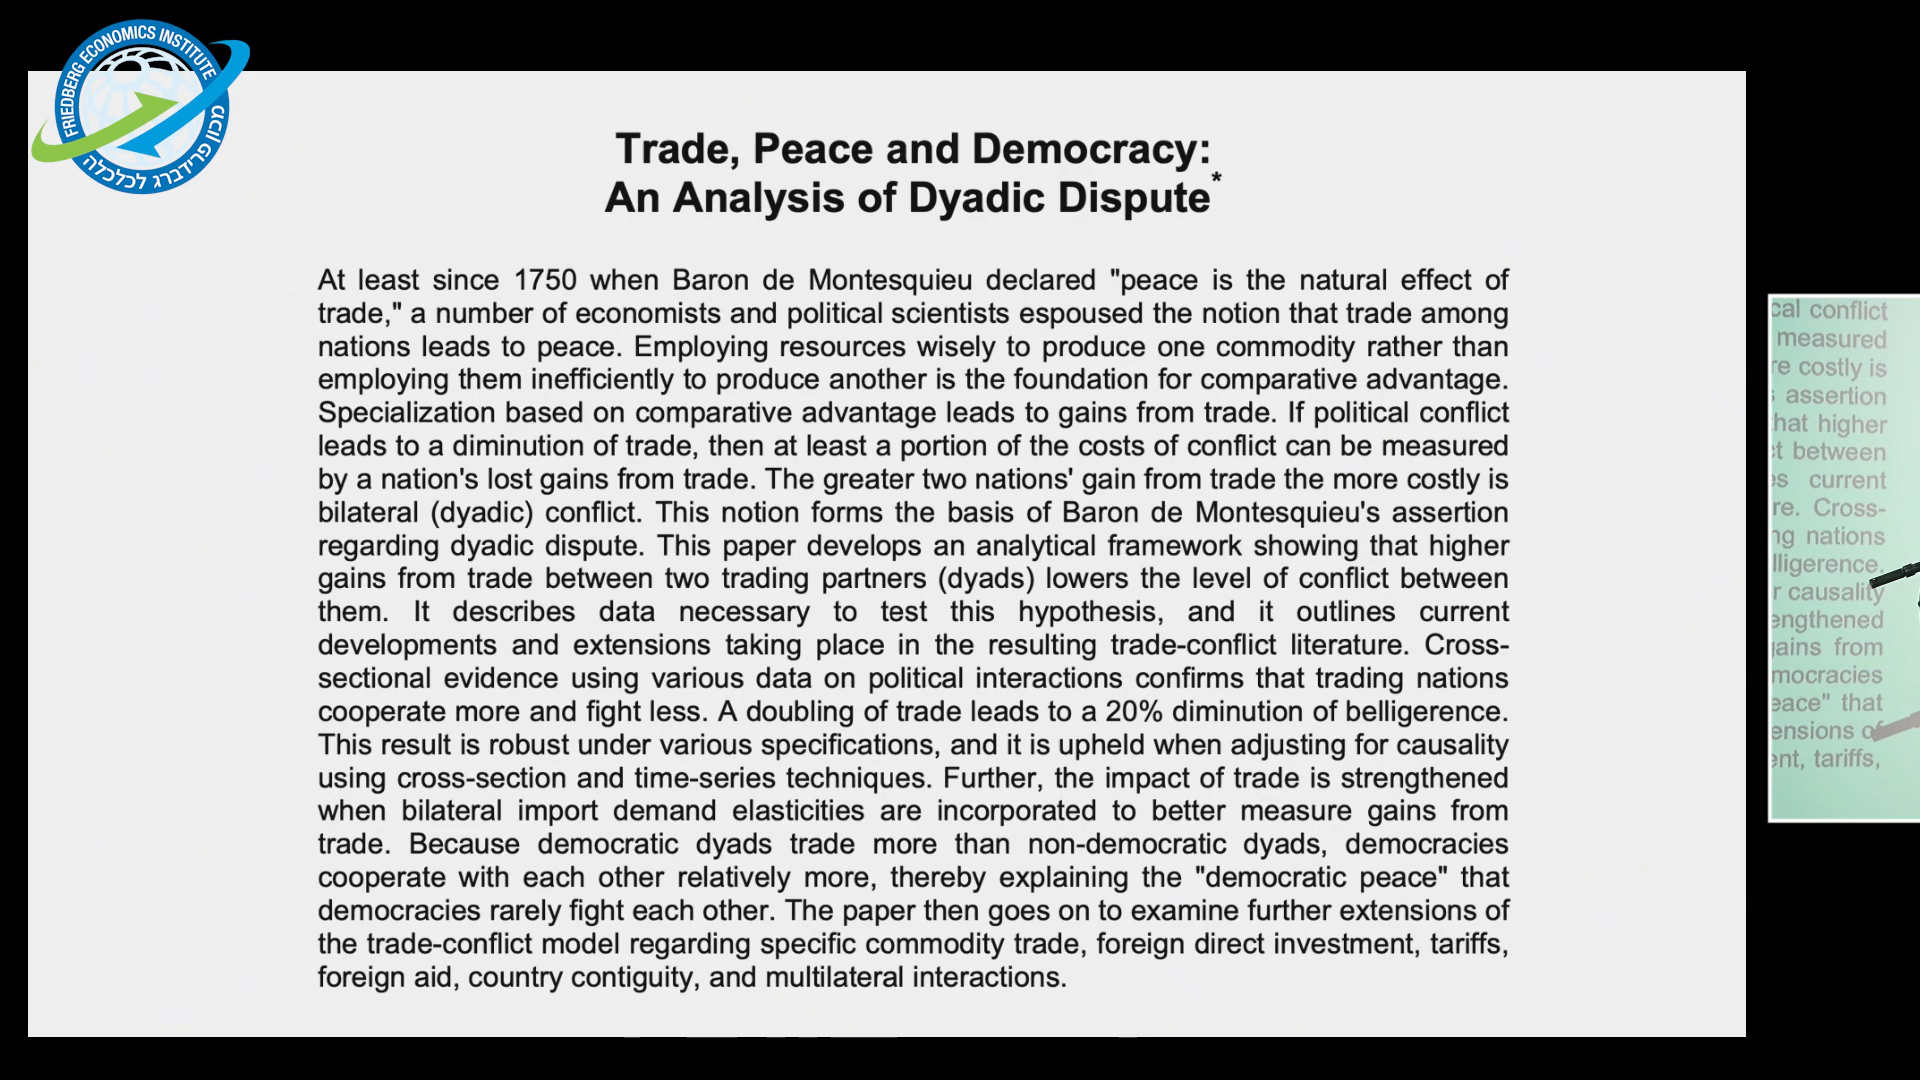 FRIEDBERG ECONOMICS INSTITUTE
מכון פרידברג לכלכלה
Trade, Peace and Democracy:
An Analysis of Dyadic Dispute*
At least since 1750 when Baron de Montesquieu declared "peace is the natural effect of
trade," a number of economists and political scientists espoused the notion that trade among
nations leads to peace. Employing resources wisely to produce one commodity rather than
employing them inefficiently to produce another is the foundation for comparative advantage.
Specialization based on comparative advantage leads to gains from trade. If political conflict
leads to a diminution of trade, then at least a portion of the costs of conflict can be measured
by a nation's lost gains from trade. The greater two nations' gain from trade the more costly is
bilateral (dyadic) conflict. This notion forms the basis of Baron de Montesquieu's assertion
regarding dyadic dispute. This paper develops an analytical framework showing that higher
gains from trade between two trading partners (dyads) lowers the level of conflict between
them. It describes data necessary to test this hypothesis, and it outlines current
developments and extensions taking place in the resulting trade-conflict literature. Cross-
sectional evidence using various data on political interactions confirms that trading nations
cooperate more and fight less. A doubling of trade leads to a 20% diminution of belligerence.
This result is robust under various specifications, and it is upheld when adjusting for causality
using cross-section and time-series techniques. Further, the impact of trade is strengthened
when bilateral import demand elasticities are incorporated to better measure gains from
trade. Because democratic dyads trade more than non-democratic dyads, democracies
cooperate with each other relatively more, thereby explaining the "democratic peace" that
democracies rarely fight each other. The paper then goes on to examine further extensions of
the trade-conflict model regarding specific commodity trade, foreign direct investment, tariffs,
foreign aid, country contiguity, and multilateral interactions.
conflict
measured
costly is
assertion
higher
between
current
Cross-
nations
causality
from
that
tariffs,